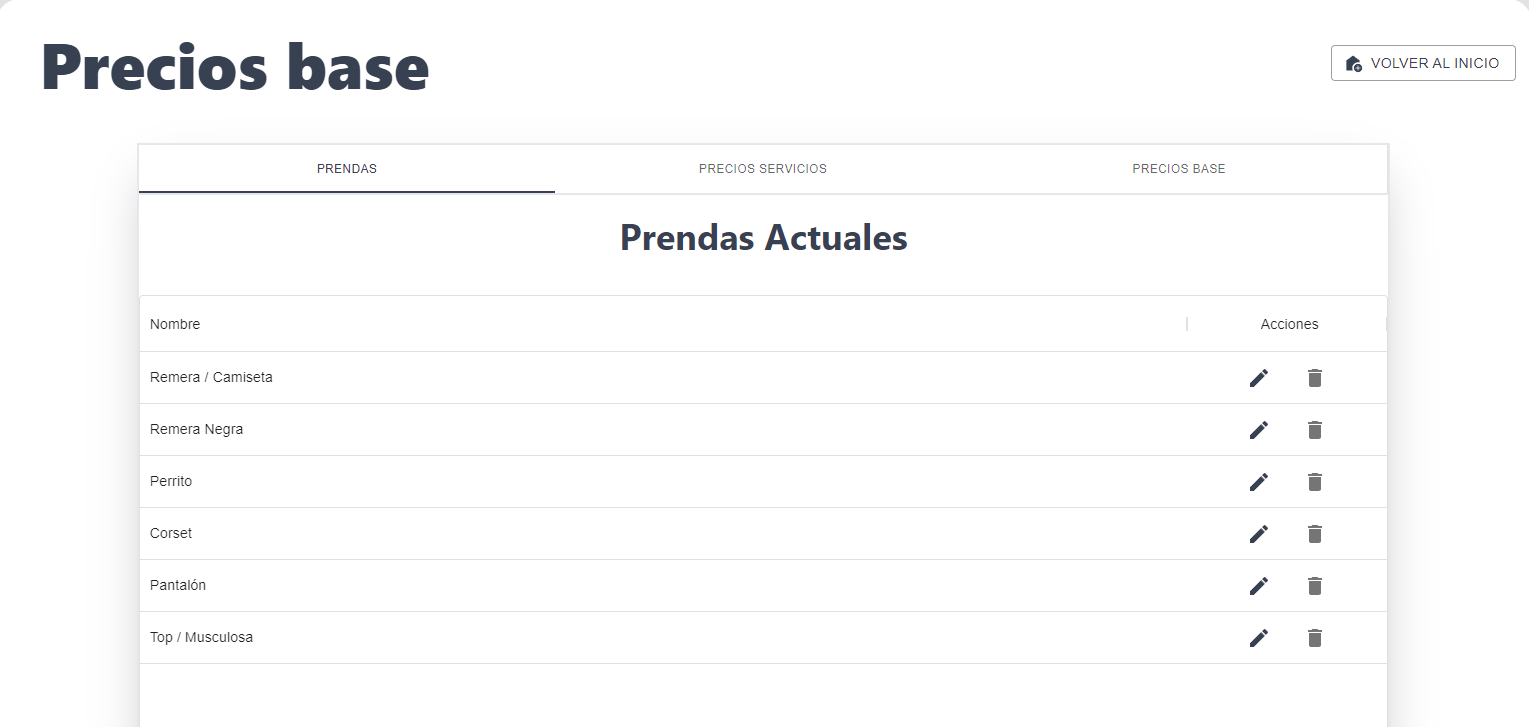 Precios base
VOLVER AL INICIO
PRENDAS PRECIOS SERVICIOS PRECIOS BASE
Prendas Actuales
Nombre Acciones
Remera / Camiseta
Remera Negra
Perrito
Corset
Pantalón
Top / Musculosa